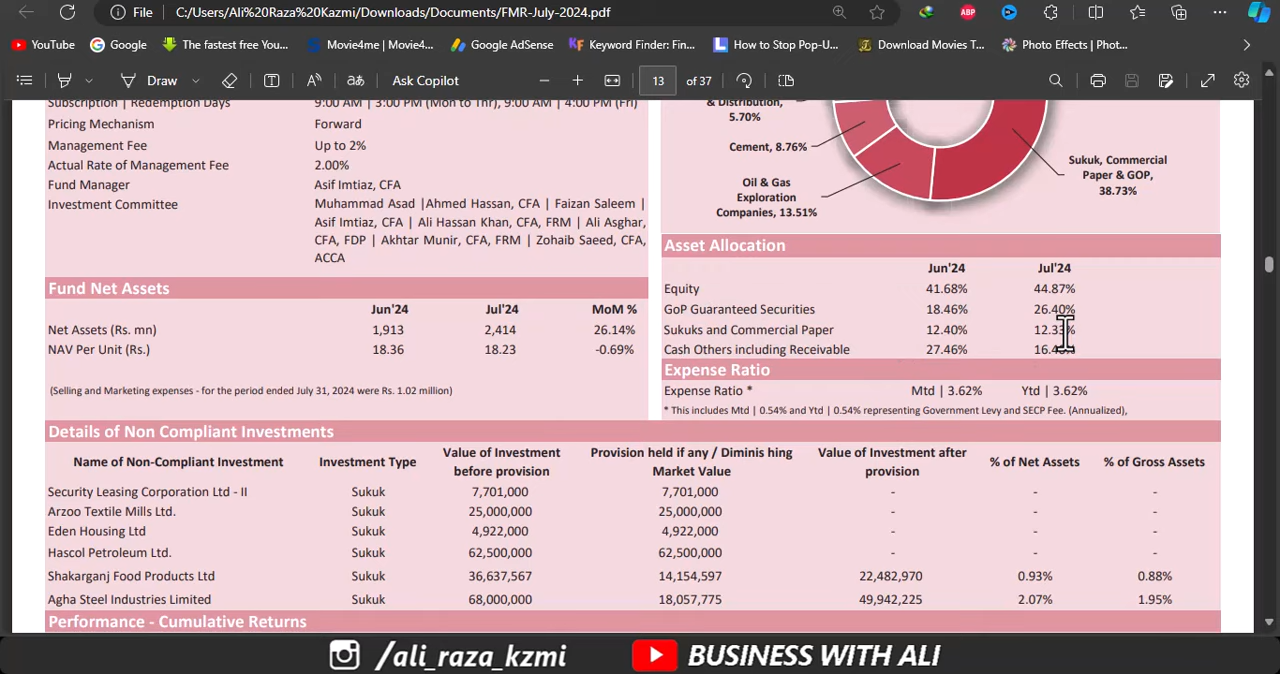 File C:/Users/Ali%20Raza%20Kazmi/Downloads/Documents/FMR-July-2024.pdf
ABP
YouTube Google The fastest free You... Movie4me | Movie4... Google AdSense Keyword Finder: Fin... How to Stop Pop-U... Download Movies T... Photo Effects | Phot...
Draw Ask Copilot 13 of 37
Subscription | Redemption Days 9:00 AM | 3:00 PM (Mon to Thr), 9:00 AM | 4:00 PM (Fri)
Pricing Mechanism Forward
Management Fee Up to 2%
Actual Rate of Management Fee 2.00%
Fund Manager Asif Imtiaz, CFA
Investment Committee Muhammad Asad |Ahmed Hassan, CFA | Faizan Saleem |
Asif Imtiaz, CFA | Ali Hassan Khan, CFA, FRM | Ali Asghar,
CFA, FDP | Akhtar Munir, CFA, FRM | Zohaib Saeed, CFA,
ACCA
Fund Net Assets
Jun'24 Jul'24 MoM %
Net Assets (Rs. mn) 1,913 2,414 26.14%
NAV Per Unit (Rs.) 18.36 18.23 -0.69%
(Selling and Marketing expenses - for the period ended July 31, 2024 were Rs. 1.02 million)
& Distribution,
5.70%
Cement, 8.76%
Oil & Gas
Exploration
Companies, 13.51%
Sukuk, Commercial
Paper & GOP,
38.73%
Asset Allocation
Jun'24 Jul'24
Equity 41.68% 44.87%
GoP Guaranteed Securities 18.46% 26.40%
Sukuks and Commercial Paper 12.40% 12.33%
Cash Others including Receivable 27.46%
Expense Ratio
Expense Ratio * Mtd | 3.62% Ytd | 3.62%
* This includes Mtd | 0.54% and Ytd | 0.54% representing Government Levy and SECP Fee. (Annualized),
Details of Non Compliant Investments
Name of Non-Compliant Investment Investment Type Value of Investment before provision Provision held if any / Diminis hing Market Value Value of Investment after provision % of Net Assets % of Gross Assets
Security Leasing Corporation Ltd - II Sukuk 7,701,000 7,701,000 - - -
Arzoo Textile Mills Ltd. Sukuk 25,000,000 25,000,000 - - -
Eden Housing Ltd Sukuk 4,922,000 4,922,000 - - -
Hascol Petroleum Ltd. Sukuk 62,500,000 62,500,000 - - -
Shakarganj Food Products Ltd Sukuk 36,637,567 14,154,597 22,482,970 0.93% 0.88%
Agha Steel Industries Limited Sukuk 68,000,000 18,057,775 49,942,225 2.07% 1.95%
Performance - Cumulative Returns
/ali_raza_kzmi BUSINESS WITH ALI